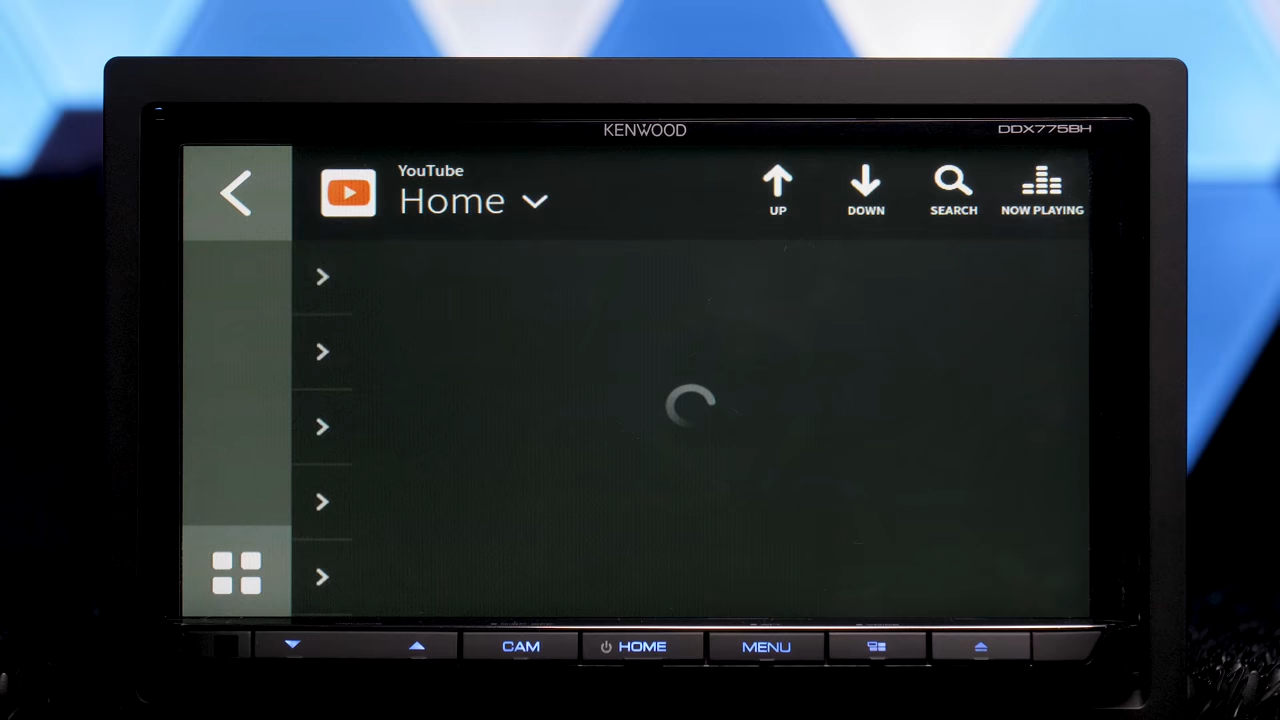 KENWOOD
DDX775BH
YouTube
Home
UP
DOWN
SEARCH
NOW PLAYING
CAM
HOME
MENU